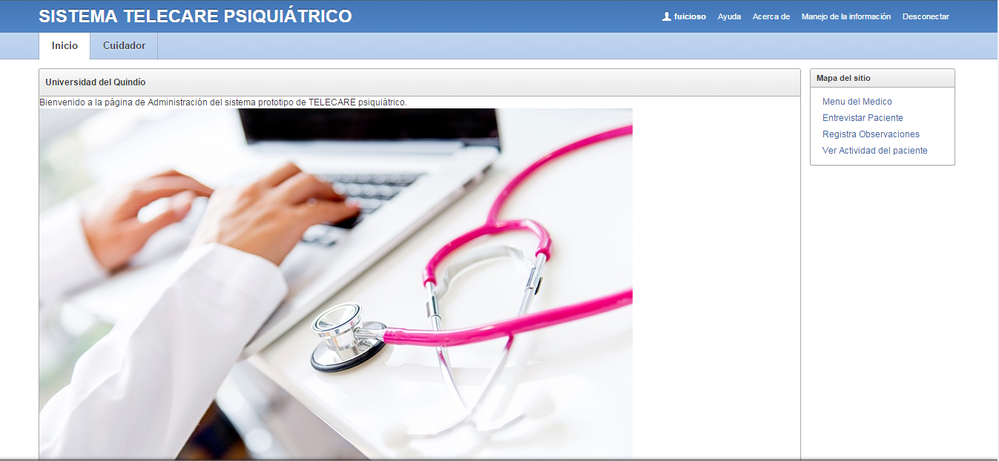 SISTEMA TELECARE PSIQUIÁTRICO
fuicioso Ayuda Acerca de Manejo de la información Desconectar
Inicio Cuidador
Universidad del Quindío
Bienvenido a la página de Administración del sistema prototipo de TELECARE psiquiátrico.
Mapa del sitio
Menu del Medico
Entrevistar Paciente
Registra Observaciones
Ver Actividad del paciente